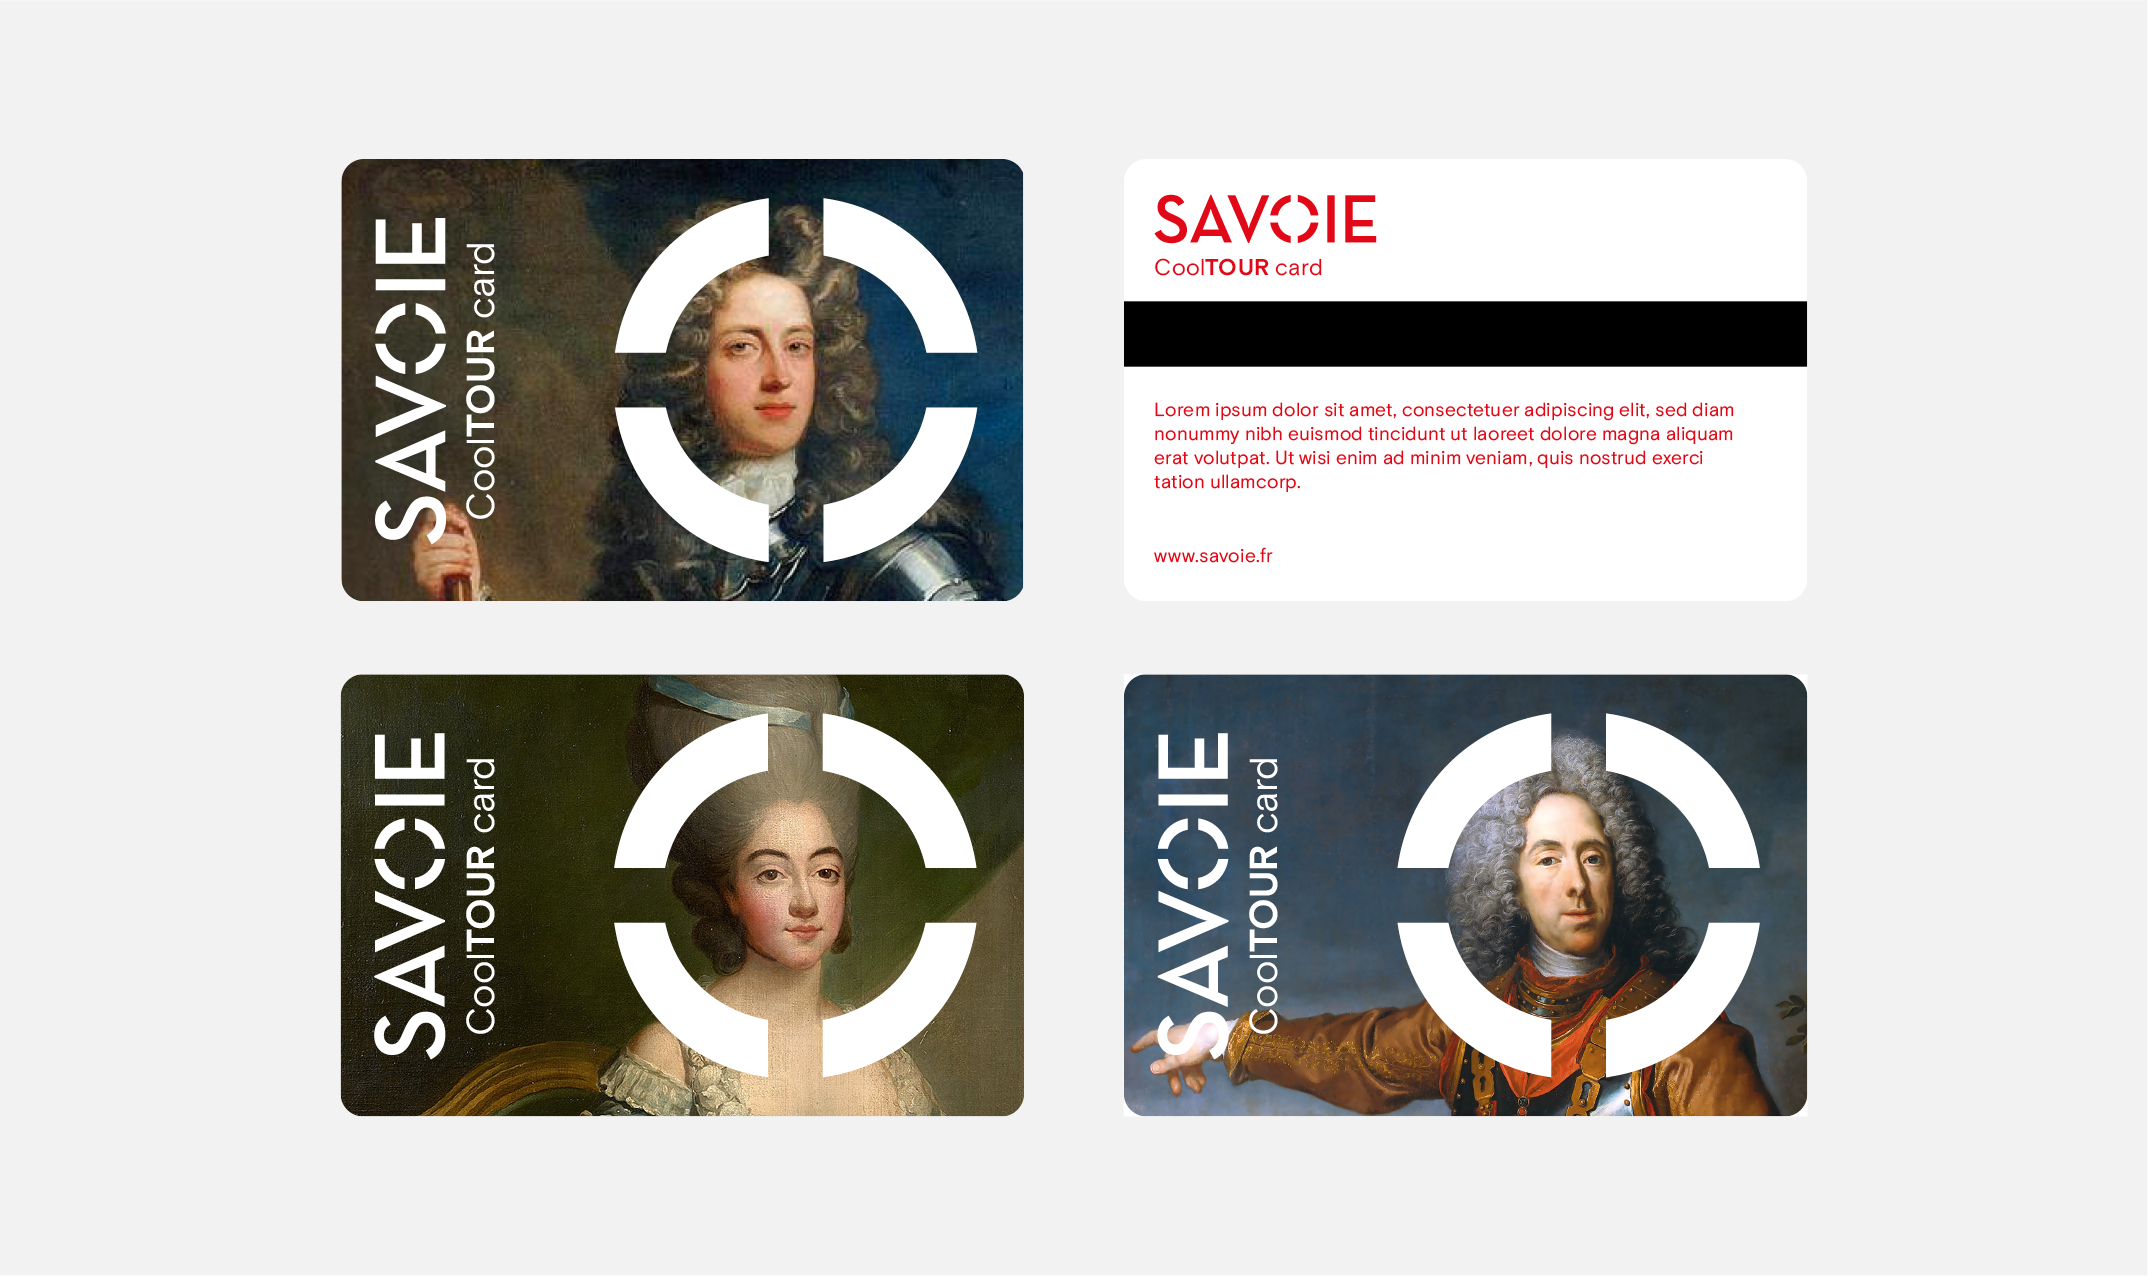 SAVOIE
CoolTOUR card
SAVOIE
CoolTOUR card
Lorem ipsum dolor sit amet, consectetuer adipiscing elit, sed diam
nonummy nibh euismod tincidunt ut laoreet dolore magna aliquam
erat volutpat. Ut wisi enim ad minim veniam, quis nostrud exerci
tation ullamcorp.
www.savoie.fr
SAVOIE
CoolTOUR card
SAVOIE
CoolTOUR card